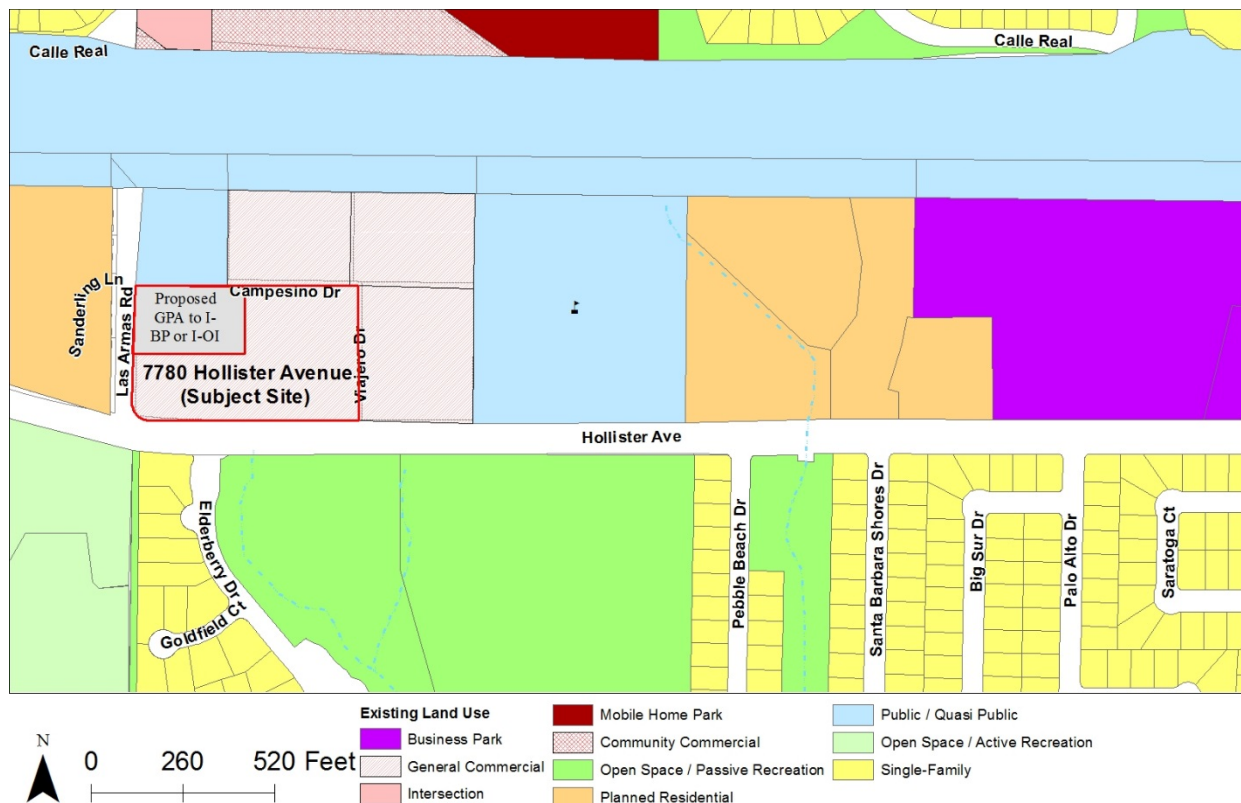 Calle Real
Calle Real
Sanderling Ln
Las Armas Rd
Proposed
GPA to I-
BP or I-OI
Campesino Dr
Viajero Dr
7780 Hollister Avenue
(Subject Site)
Hollister Ave
Elderberry Dr
Goldfield Ct
Pebble Beach Dr
Santa Barbara Shores Dr
Big Sur Dr
Palo Alto Dr
Saratoga Ct
N
0 260 520 Feet
Existing Land Use
Business Park
General Commercial
Intersection
Mobile Home Park
Community Commercial
Open Space / Passive Recreation
Planned Residential
Public / Quasi Public
Open Space / Active Recreation
Single-Family